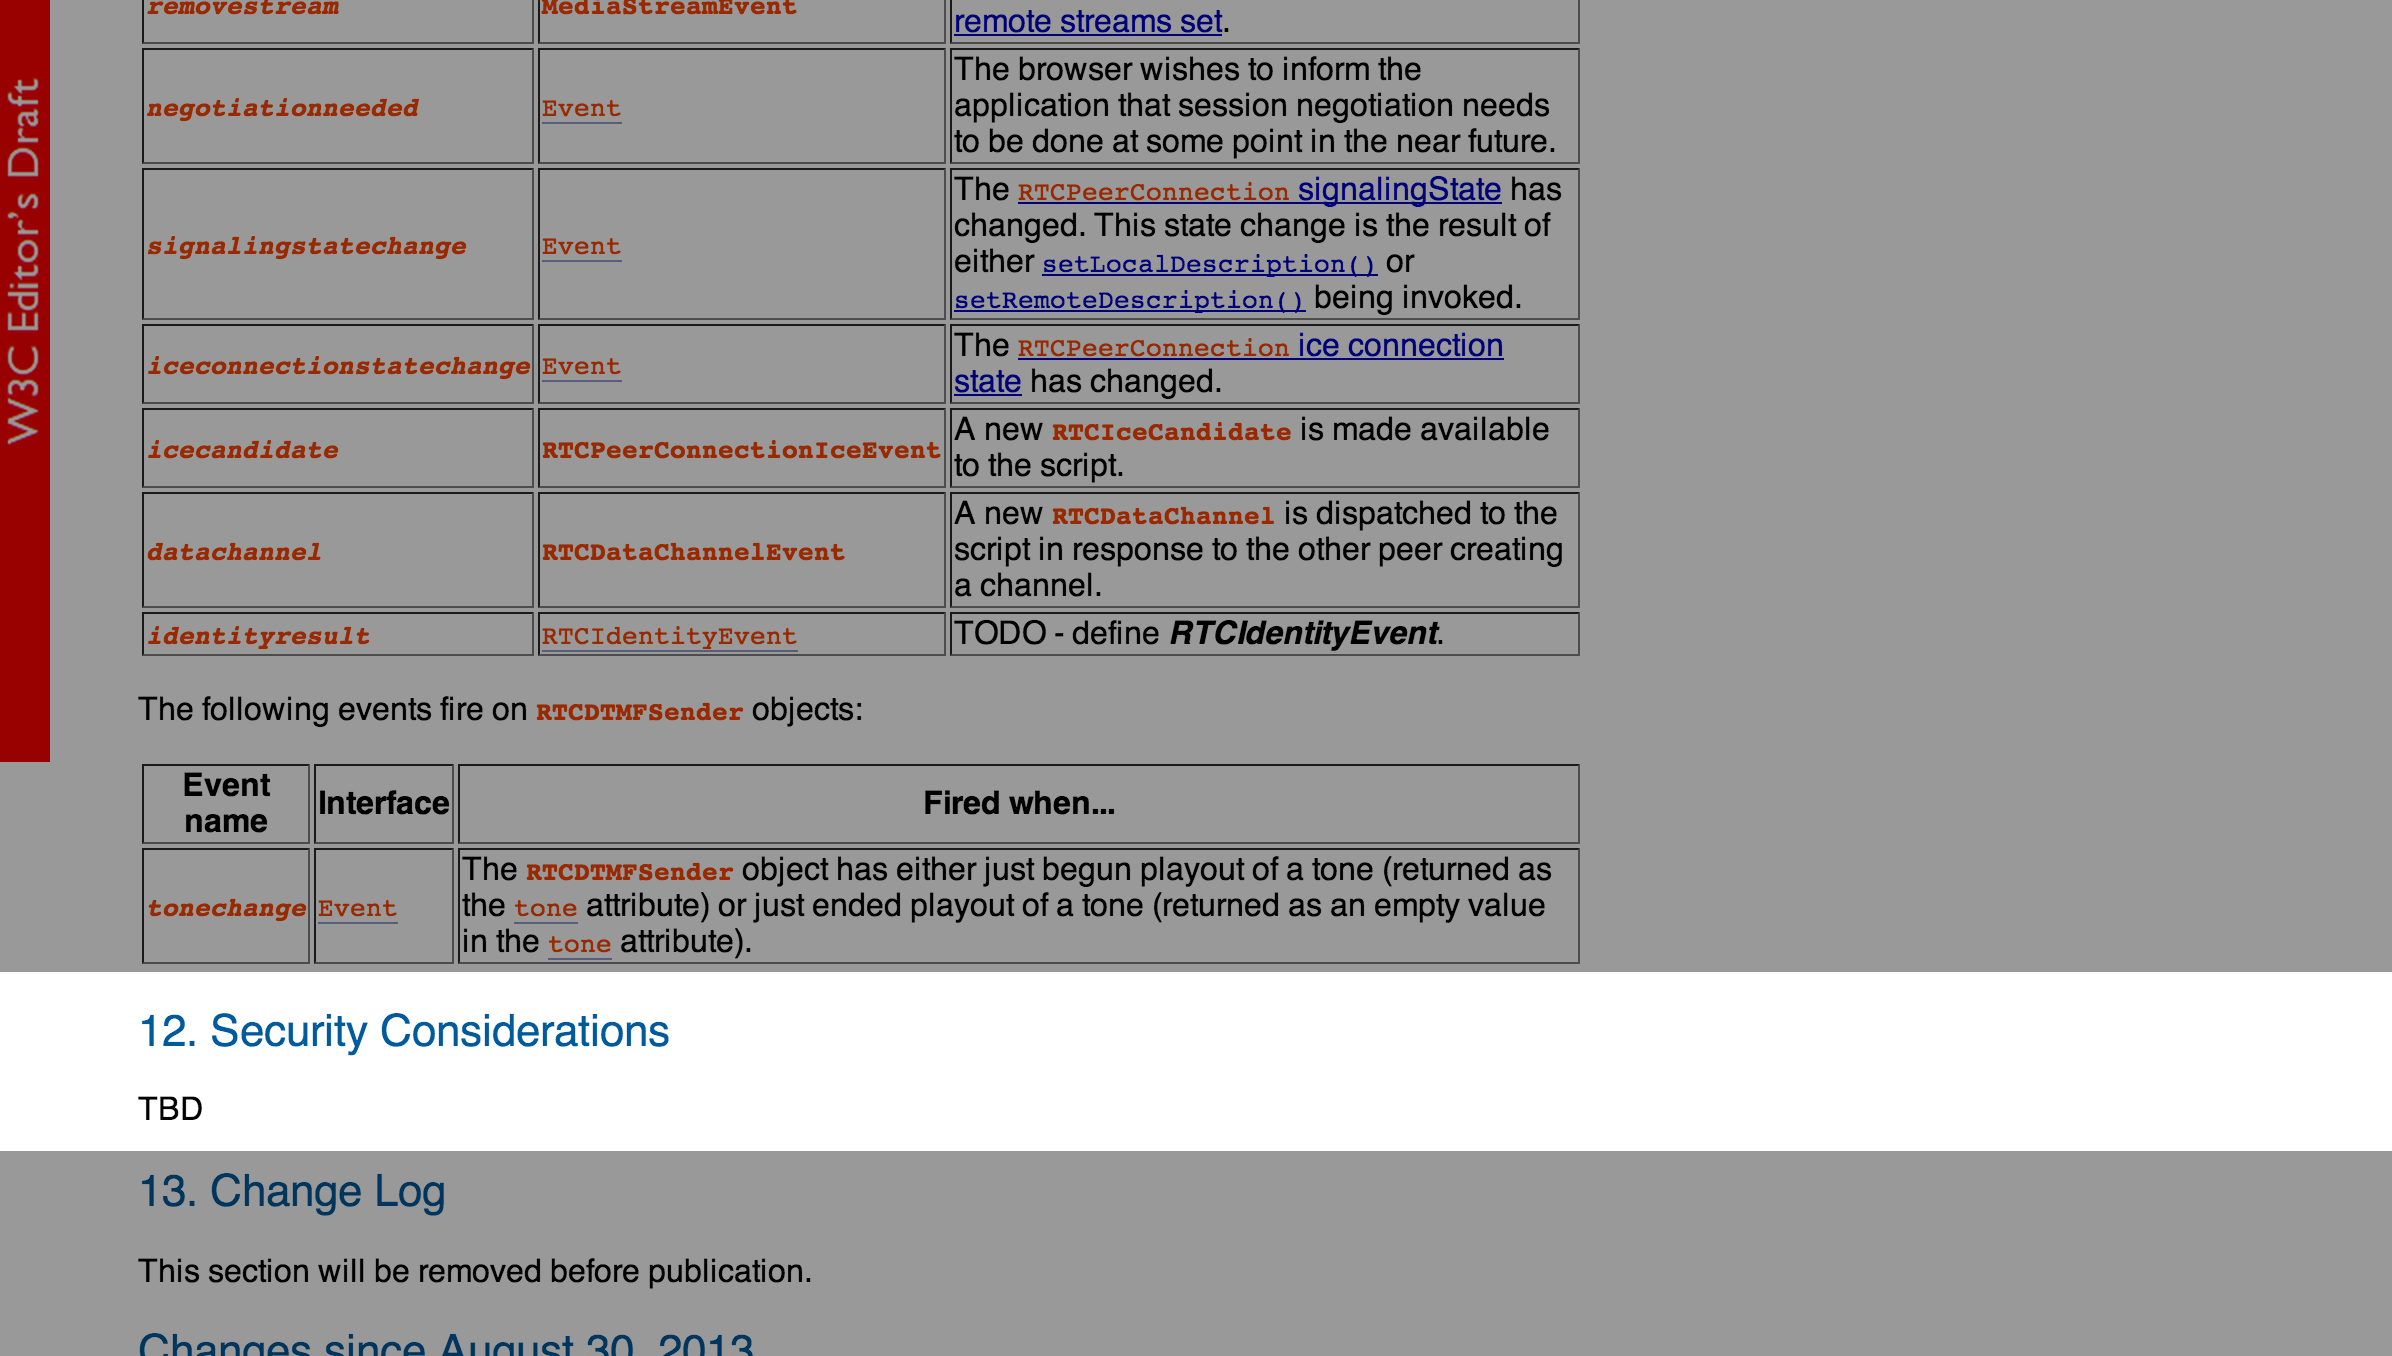 W3C Editor's Draft
removestream MediaStreamEvent remote streams set.
negotiationneeded Event The browser wishes to inform the
application that session negotiation needs
to be done at some point in the near future.
signalingstatechange Event The RTCPeerConnection signalingState has
changed. This state change is the result of
either setLocalDescription() or
setRemoteDescription() being invoked.
iceconnectionstatechange Event The RTCPeerConnection ice connection
state has changed.
icecandidate RTCPeerConnectionIceEvent A new RTCIceCandidate is made available
to the script.
datachannel RTCDataChannelEvent A new RTCDataChannel is dispatched to the
script in response to the other peer creating
a channel.
identityresult RTCIdentityEvent TODO - define RTCIdentityEvent.
The following events fire on RTCDTMFSender objects:
Event
name
Interface
Fired when...
tonechange Event The RTCDTMFSender object has either just begun playout of a tone (returned as
the tone attribute) or just ended playout of a tone (returned as an empty value
in the tone attribute).
12. Security Considerations
TBD
13. Change Log
This section will be removed before publication.
Changes since August 30, 2013